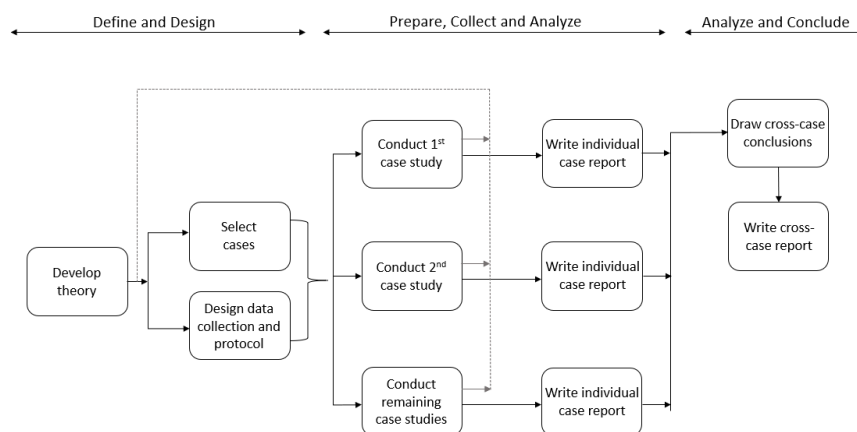 Define and Design
Prepare, Collect and Analyze
Analyze and Conclude
Develop
theory
Select
cases
Design data
collection and
protocol
Conduct 1st
case study
Write individual
case report
Conduct 2nd
case study
Write individual
case report
Conduct
remaining
case studies
Write individual
case report
Draw cross-case
conclusions
Write cross-
case report